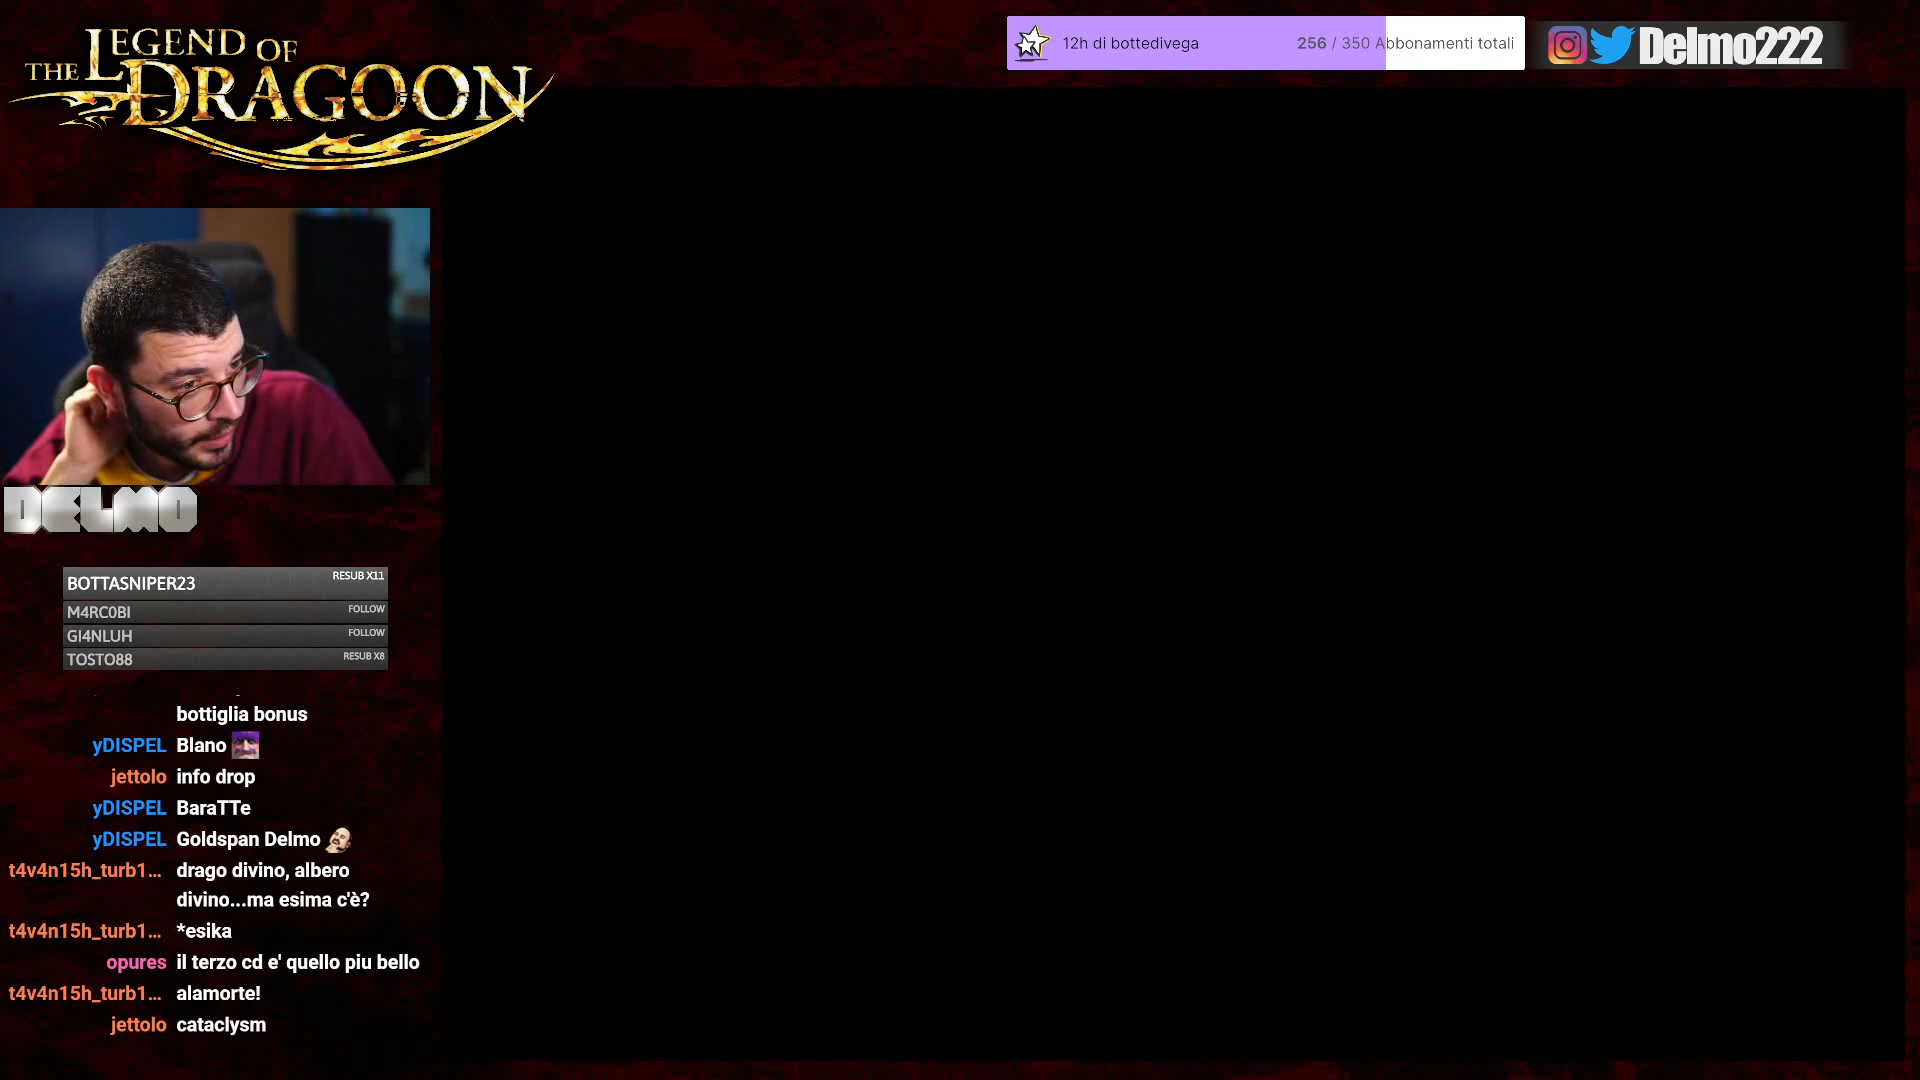 THE LEGEND OF
DRAGOON
12h di bottedivega
256 / 350 Abbonamenti totali
Delmo222
DELMO
BOTTASNIPER23 RESUB X11
M4RC0BI FOLLOW
GI4NLUH FOLLOW
TOSTO88 RESUB X8
bottiglia bonus
yDISPEL Blano
jettolo info drop
yDISPEL BaraTTe
yDISPEL Goldspan Delmo
t4v4n15h_turb1... drago divino, albero
divino...ma esima c'è?
t4v4n15h_turb1... *esika
opures il terzo cd e' quello piu bello
t4v4n15h_turb1... alamorte!
jettolo cataclysm